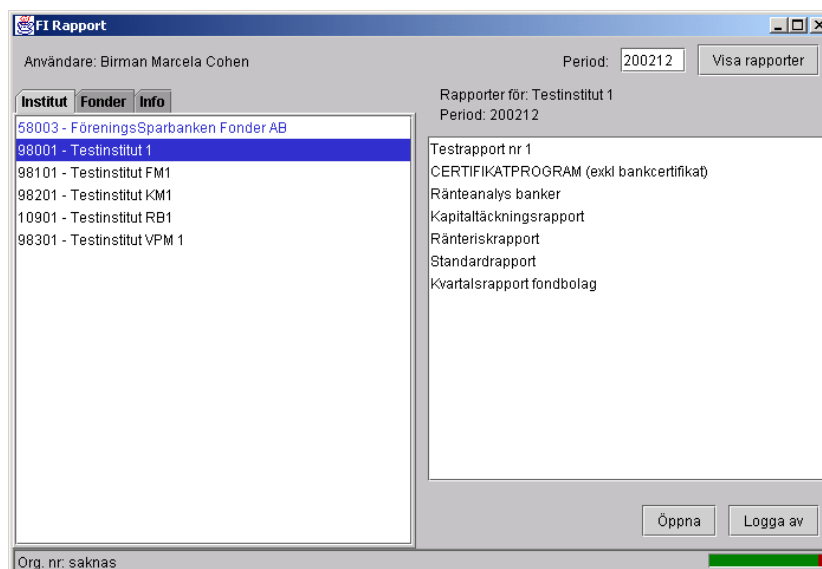 FI Rapport
Användare: Birman Marcela Cohen
Period: 200212 Visa rapporter
Institut Fonder Info
58003 - FöreningsSparbanken Fonder AB
98001 - Testinstitut 1
98101 - Testinstitut FM1
98201 - Testinstitut KM1
10901 - Testinstitut RB1
98301 - Testinstitut VPM 1
Rapporter för: Testinstitut 1
Period: 200212
Testrapport nr 1
CERTIFIKATPROGRAM (exkl bankcertifikat)
Ränteanalys banker
Kapitaltäckningsrapport
Ränteriskrapport
Standardrapport
Kvartalsrapport fondbolag
Öppna Logga av
Org. nr: saknas